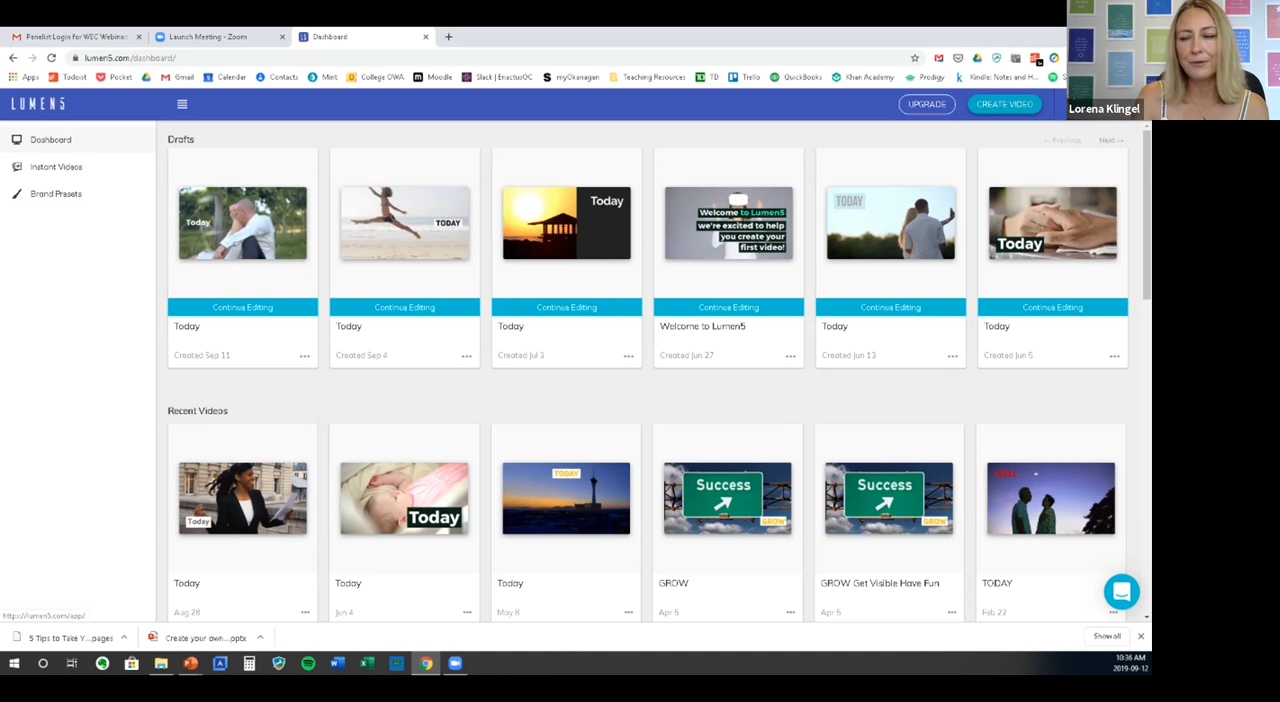 Panelist Login for WEC Webinar
Launch Meeting - Zoom
Dashboard
lumen5.com/dashboard/
Apps
Todoist
Pocket
Gmail
Calendar
Contacts
Mint
College OWA
Moodle
Slack | EnactusOC
myOkanagan
Teaching Resources
TD
Trello
QuickBooks
Khan Academy
Prodigy
Kindle: Notes and H...
Lorena Klingel
LUMEN5
UPGRADE
CREATE VIDEO
Dashboard
Instant Videos
Brand Presets
Drafts
← Previous
Next →
Today
TODAY
Today
Welcome to Lumen5
we're excited to help
you create your
first video!
TODAY
Today
Continue Editing
Continue Editing
Continue Editing
Continue Editing
Continue Editing
Continue Editing
Today
Today
Today
Welcome to Lumen5
Today
Today
Created Sep 11
Created Sep 4
Created Jul 3
Created Jun 27
Created Jun 13
Created Jun 5
Recent Videos
Today
Today
TODAY
Success
GROW
Success
GROW
TODAY
Today
Today
Today
GROW
GROW Get Visible Have Fun
TODAY
Aug 28
Jun 4
May 8
Apr 5
Apr 5
Feb 22
https://lumen5.com/app/
5 Tips to Take Y....pages
Create your own....pptx
Show all
10:36 AM
2019-09-12